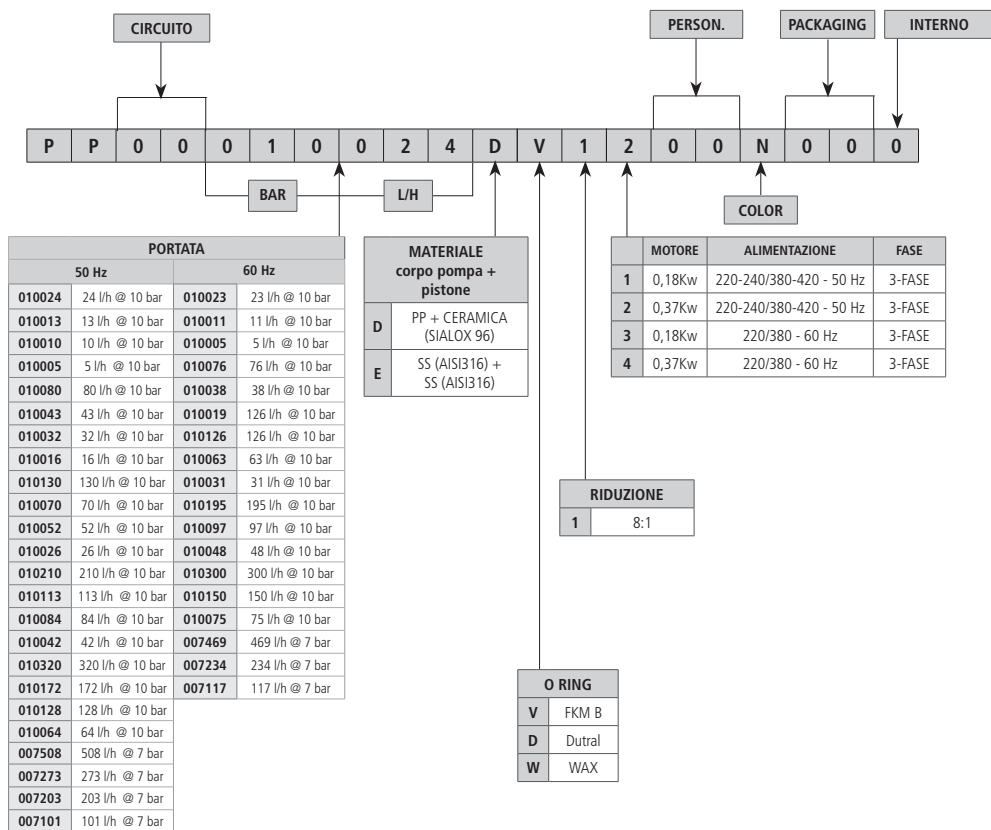 CIRCUITO
PERSON.
PACKAGING
INTERNO
P P 0 0 0 1 0 0 2 4 D V 1 2 0 0 N 0 0 0
BAR
L/H
COLOR
PORTATA
50 Hz 60 Hz
010024 24 l/h @ 10 bar 010023 23 l/h @ 10 bar
010013 13 l/h @ 10 bar 010011 11 l/h @ 10 bar
010010 10 l/h @ 10 bar 010005 5 l/h @ 10 bar
010005 5 l/h @ 10 bar 010076 76 l/h @ 10 bar
010080 80 l/h @ 10 bar 010038 38 l/h @ 10 bar
010043 43 l/h @ 10 bar 010019 126 l/h @ 10 bar
010032 32 l/h @ 10 bar 010126 126 l/h @ 10 bar
010016 16 l/h @ 10 bar 010063 63 l/h @ 10 bar
010130 130 l/h @ 10 bar 010031 31 l/h @ 10 bar
010070 70 l/h @ 10 bar 010195 195 l/h @ 10 bar
010052 52 l/h @ 10 bar 010097 97 l/h @ 10 bar
010026 26 l/h @ 10 bar 010048 48 l/h @ 10 bar
010210 210 l/h @ 10 bar 010300 300 l/h @ 10 bar
010113 113 l/h @ 10 bar 010150 150 l/h @ 10 bar
010084 84 l/h @ 10 bar 010075 75 l/h @ 10 bar
010042 42 l/h @ 10 bar 007469 469 l/h @ 7 bar
010320 320 l/h @ 10 bar 007234 234 l/h @ 7 bar
010172 172 l/h @ 10 bar 007117 117 l/h @ 7 bar
010128 128 l/h @ 10 bar
010064 64 l/h @ 10 bar
007508 508 l/h @ 7 bar
007273 273 l/h @ 7 bar
007203 203 l/h @ 7 bar
007101 101 l/h @ 7 bar
MATERIALE
corpo pompa +
pistone
D PP + CERAMICA
(SIALOX 96)
E SS (AISI316) +
SS (AISI316)
MOTORE ALIMENTAZIONE FASE
1 0,18Kw 220-240/380-420 - 50 Hz 3-FASE
2 0,37Kw 220-240/380-420 - 50 Hz 3-FASE
3 0,18Kw 220/380 - 60 Hz 3-FASE
4 0,37Kw 220/380 - 60 Hz 3-FASE
RIDUZIONE
1 8:1
O RING
V FKM B
D Dutral
W WAX